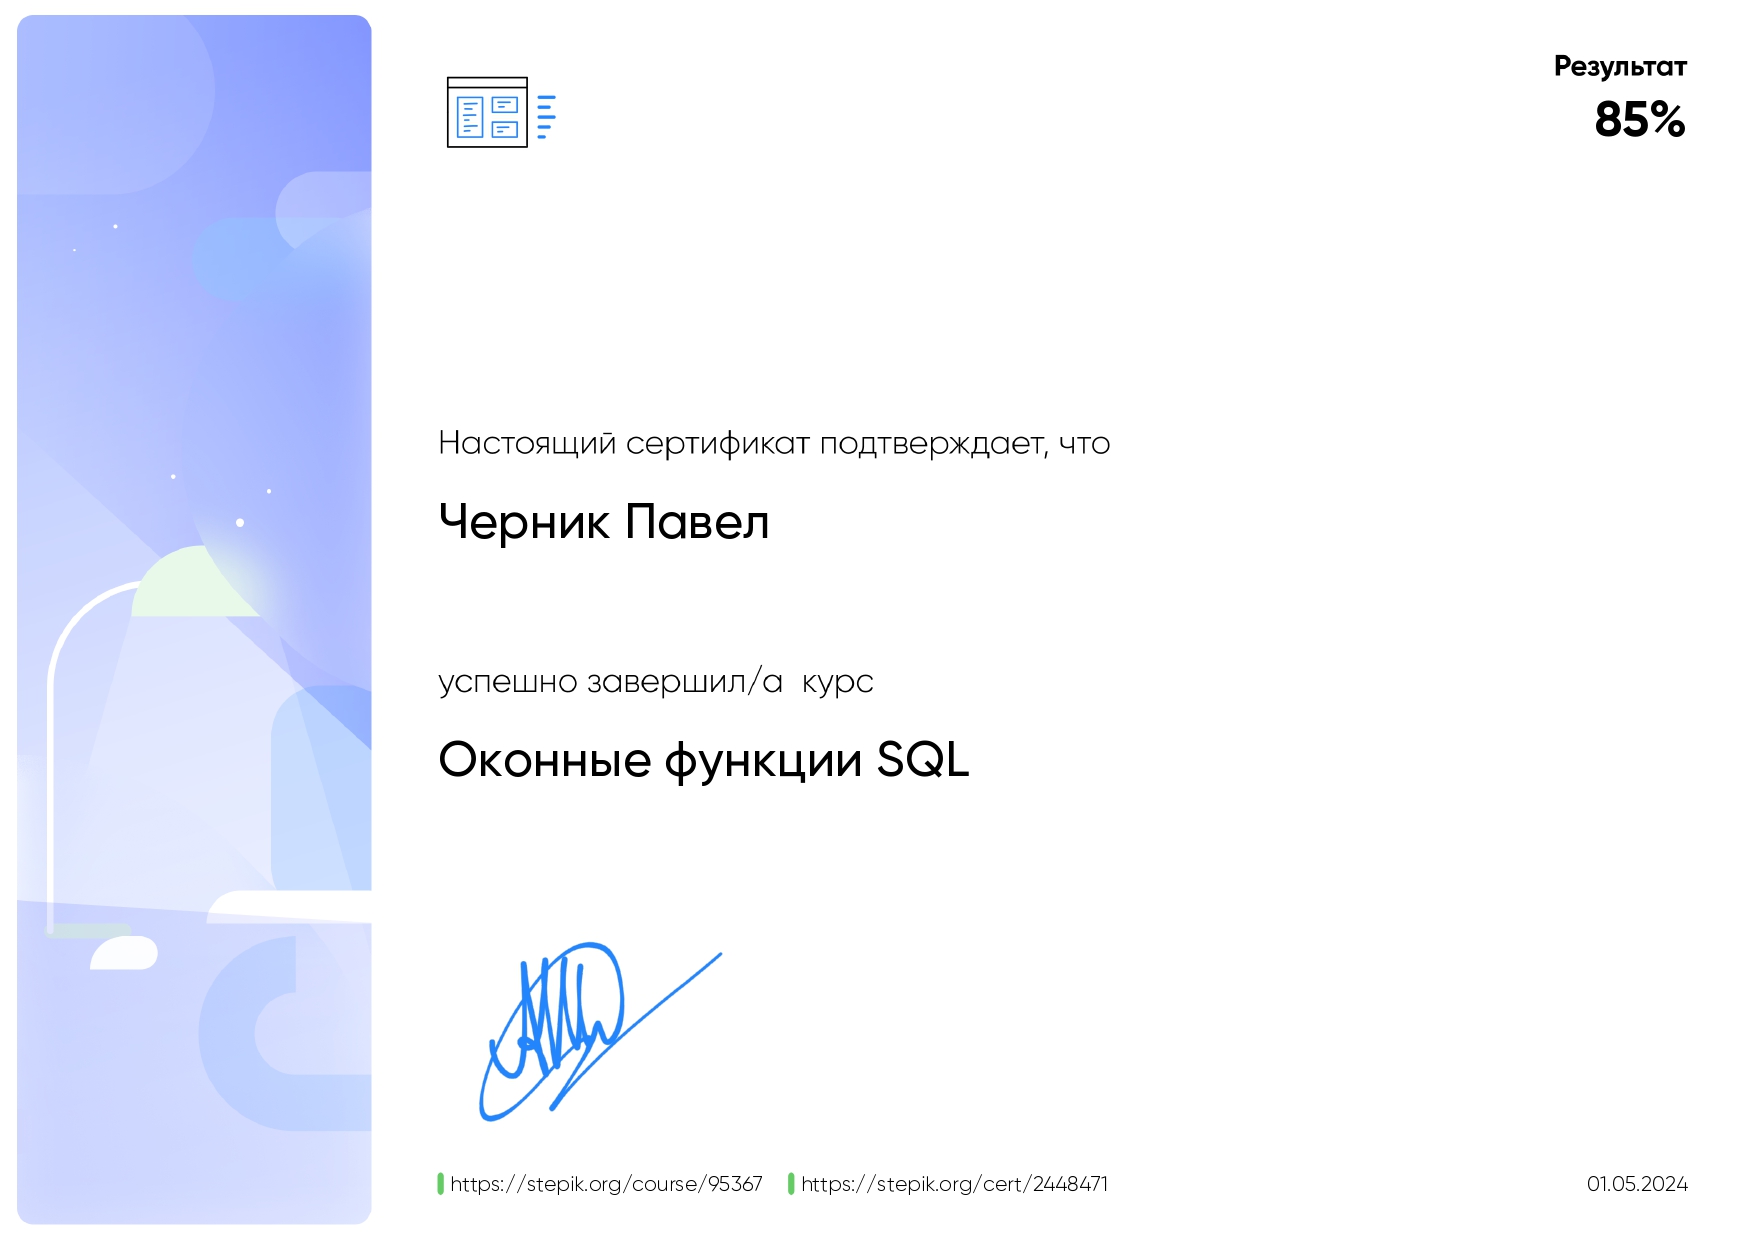 Результат
85%
Настоящий сертификат подтверждает, что
Черник Павел
успешно завершил/а курс
Оконные функции SQL
https://stepik.org/course/95367 https://stepik.org/cert/2448471 01.05.2024